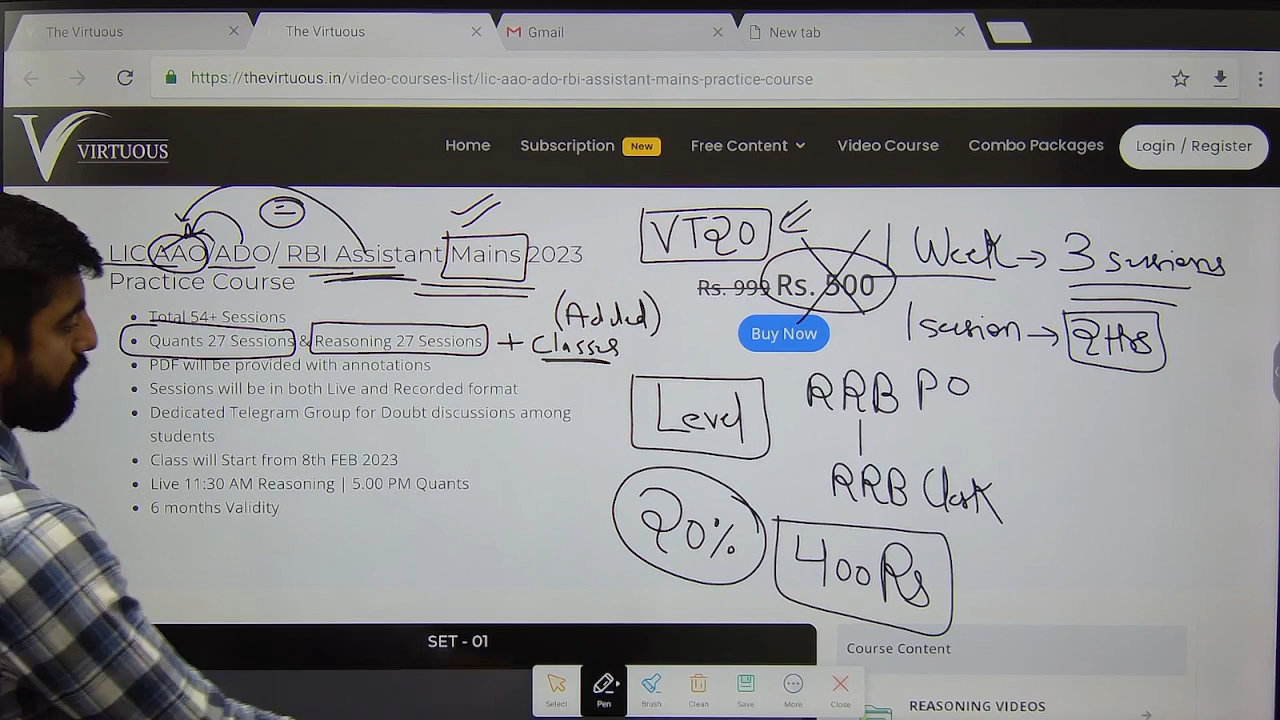 The Virtuous
The Virtuous
Gmail
New tab
https://thevirtuous.in/video-courses-list/lic-aao-ado-rbi-assistant-mains-practice-course
VIRTUOUS
Home
Subscription New
Free Content
Video Course
Combo Packages
Login / Register
LIC AAO/ADO/ RBI Assistant Mains 2023
Practice Course
• Total 54+ Sessions
• Quants 27 Sessions & Reasoning 27 Sessions + Classes
(Added)
• PDF will be provided with annotations
• Sessions will be in both Live and Recorded format
• Dedicated Telegram Group for Doubt discussions among
students
• Class will Start from 8th FEB 2023
• Live 11:30 AM Reasoning | 5.00 PM Quants
• 6 months Validity
VT20
Rs. 999 Rs. 500
Buy Now
1 Week → 3 sessions
1 session → 2Hrs
Level
RRB PO
RRB Clerk
20%
400Rs
SET - 01
Course Content
REASONING VIDEOS
Select
Pen
Brush
Clean
Save
More
Close